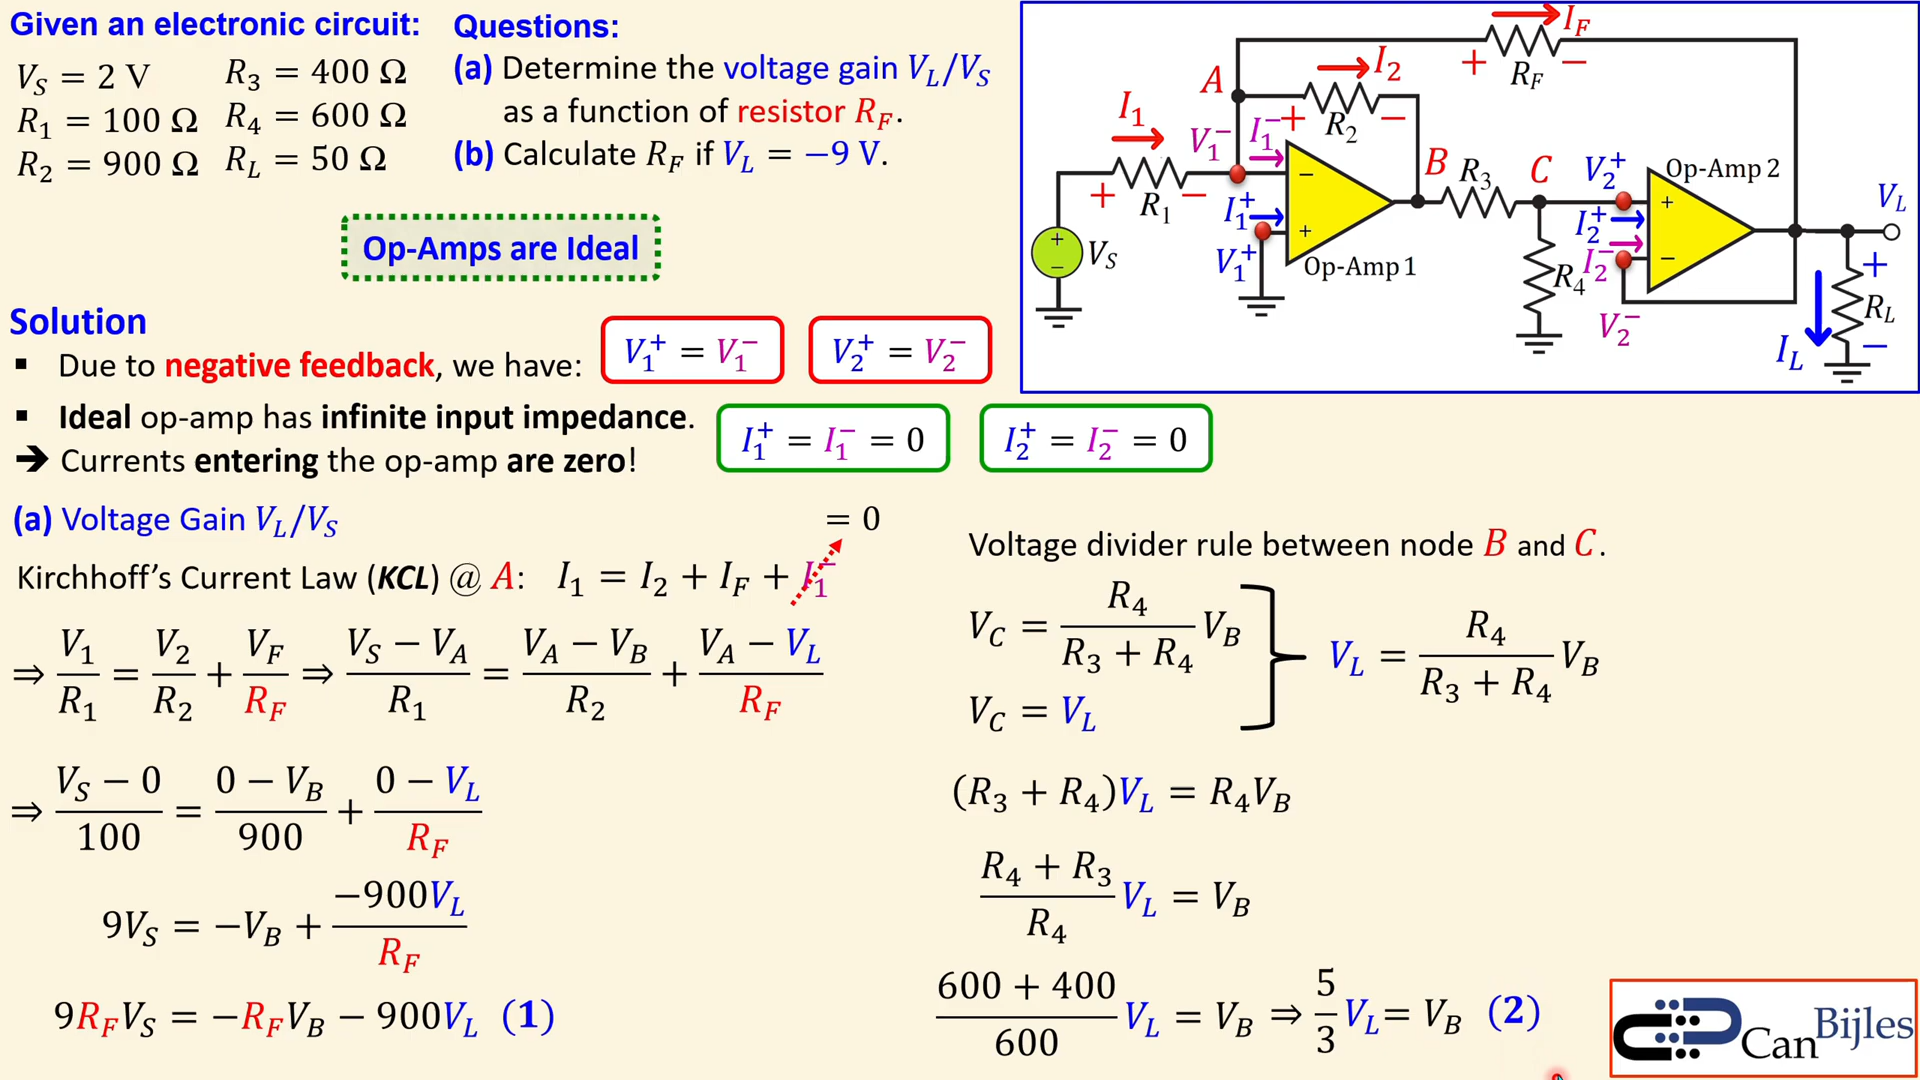 Given an electronic circuit:
V_S = 2 V
R_1 = 100 Ω
R_2 = 900 Ω
R_3 = 400 Ω
R_4 = 600 Ω
R_L = 50 Ω
Questions:
(a) Determine the voltage gain V_L/V_S
as a function of resistor R_F.
(b) Calculate R_F if V_L = −9 V.
Op-Amps are Ideal
I_F
+ R_F −
A
I_2
+ R_2 −
I_1
+ R_1 −
V_1^−
I_1^−
I_1^+
V_1^+
−
+
Op-Amp 1
+
−
V_S
B
R_3
C
R_4
V_2^+
I_2^+
I_2^−
V_2^−
+
−
Op-Amp 2
V_L
+
R_L
−
I_L
Solution
▪ Due to negative feedback, we have:
V_1^+ = V_1^−
V_2^+ = V_2^−
▪ Ideal op-amp has infinite input impedance.
➔ Currents entering the op-amp are zero!
I_1^+ = I_1^− = 0
I_2^+ = I_2^− = 0
(a) Voltage Gain V_L/V_S
= 0
Kirchhoff's Current Law (KCL) @ A: I_1 = I_2 + I_F + I_1^−
⇒ V_1/R_1 = V_2/R_2 + V_F/R_F ⇒ (V_S − V_A)/R_1 = (V_A − V_B)/R_2 + (V_A − V_L)/R_F
⇒ (V_S − 0)/100 = (0 − V_B)/900 + (0 − V_L)/R_F
9V_S = −V_B + (−900V_L)/R_F
9R_FV_S = −R_FV_B − 900V_L (1)
Voltage divider rule between node B and C.
V_C = R_4/(R_3 + R_4) V_B
V_C = V_L
V_L = R_4/(R_3 + R_4) V_B
(R_3 + R_4)V_L = R_4V_B
(R_4 + R_3)/R_4 V_L = V_B
(600 + 400)/600 V_L = V_B ⇒ 5/3 V_L = V_B (2)
Can Bijles